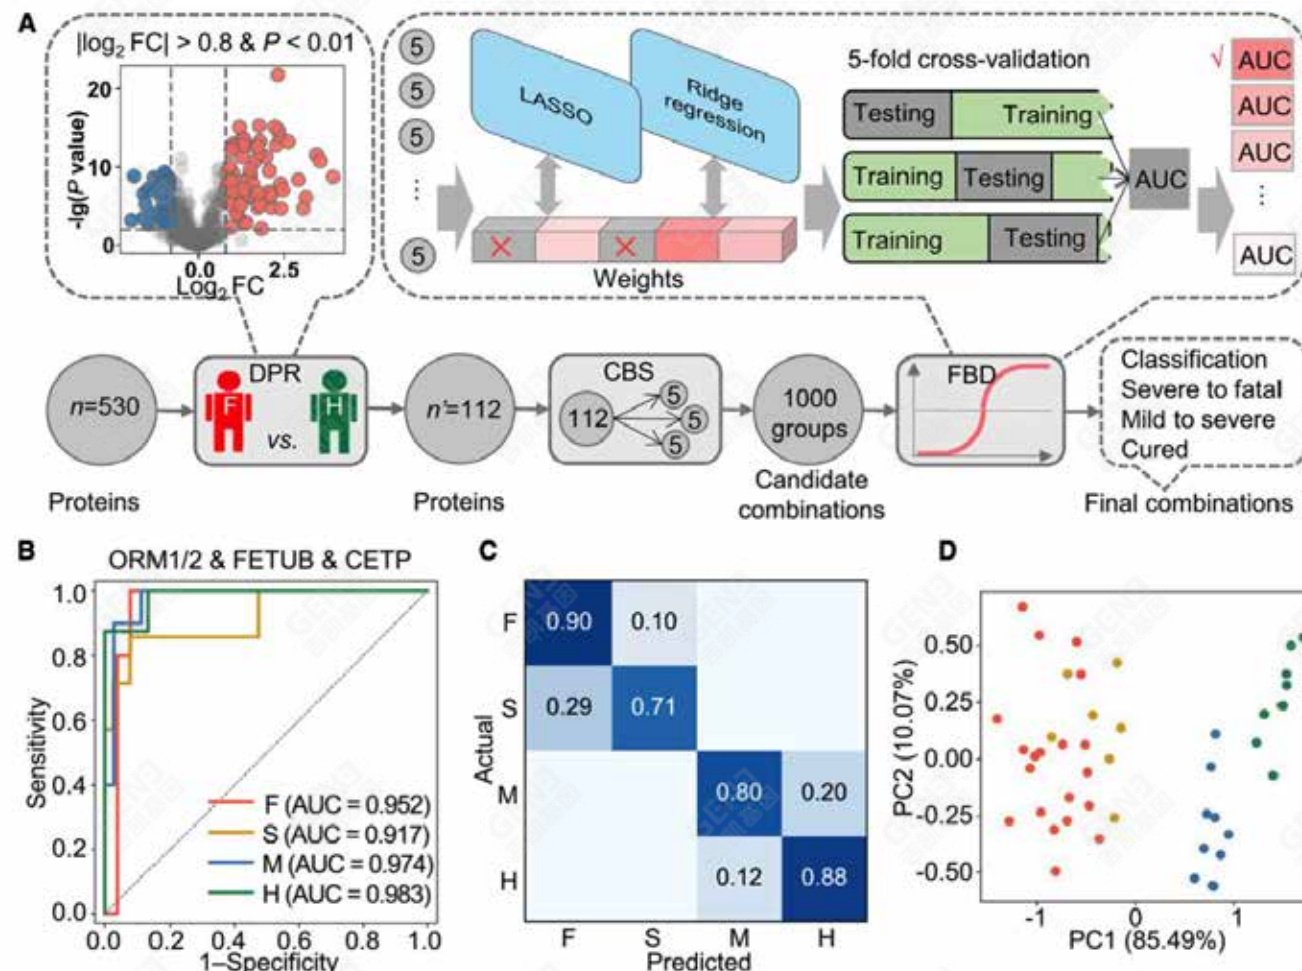 A
|log2 FC| > 0.8 & P < 0.01
-lg(P value)
20
10
0
0.0 2.5
Log2 FC
5
5
5
⋮
5
LASSO
Ridge
regression
× ×
Weights
5-fold cross-validation
Testing Training
Training Testing
Training Testing
AUC
√ AUC
AUC
AUC
⋮
AUC
n=530
Proteins
DPR
F H
vs.
n'=112
Proteins
CBS
112 5
5
5
1000
groups
Candidate
combinations
FBD
Classification
Severe to fatal
Mild to severe
Cured
Final combinations
B
ORM1/2 & FETUB & CETP
Sensitivity
1.0
0.8
0.6
0.4
0.2
0.0
F (AUC = 0.952)
S (AUC = 0.917)
M (AUC = 0.974)
H (AUC = 0.983)
0.0 0.2 0.4 0.6 0.8 1.0
1–Specificity
C
Actual
F 0.90 0.10
S 0.29 0.71
M 0.80 0.20
H 0.12 0.88
F S M H
Predicted
D
PC2 (10.07%)
0.50
0.25
0.00
-0.25
-0.50
-1 0 1
PC1 (85.49%)